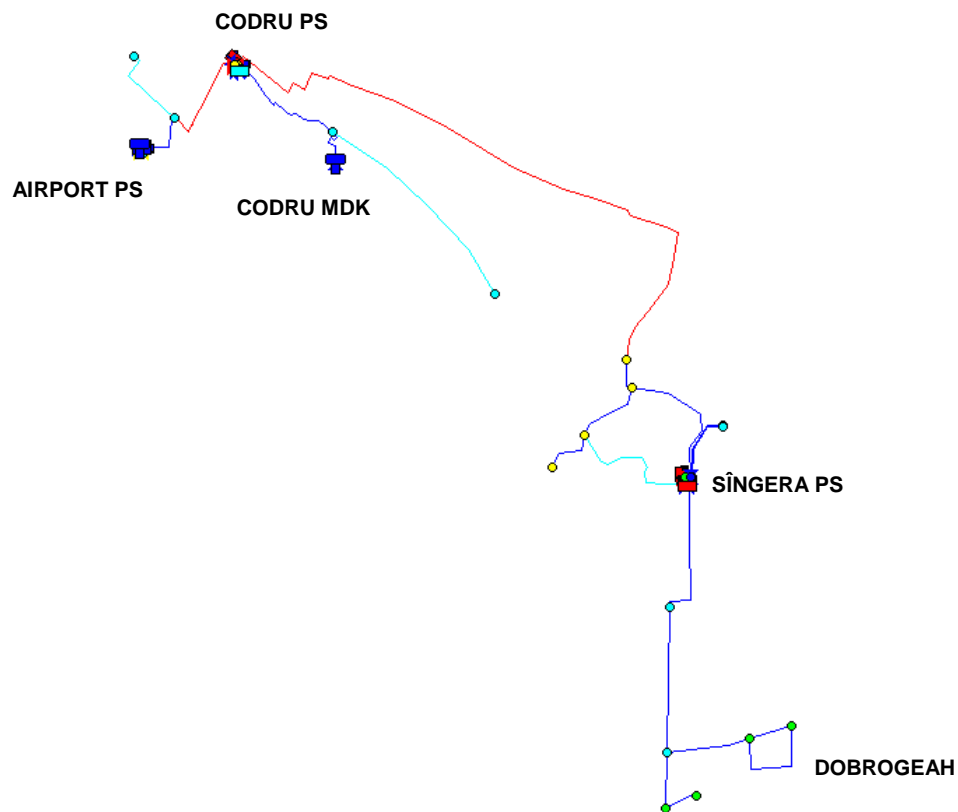 CODRU PS
AIRPORT PS
CODRU MDK
SÎNGERA PS
DOBROGEAH